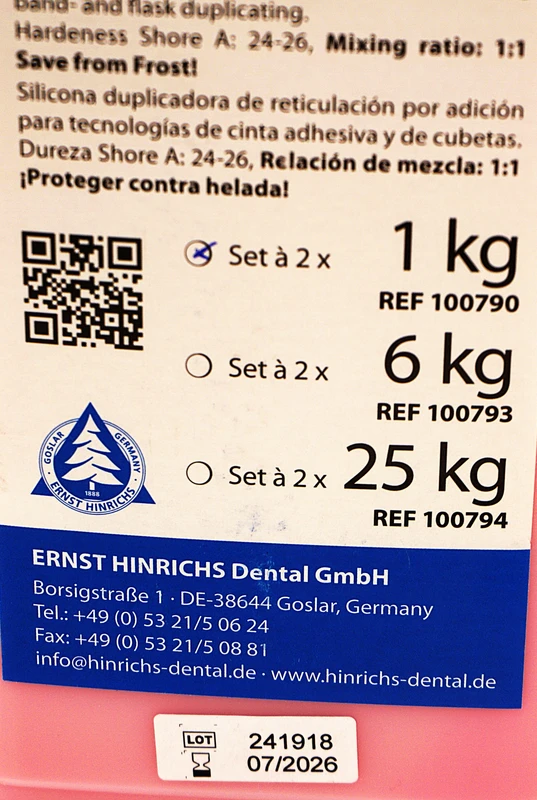 band- and flask duplicating.
Hardeness Shore A: 24-26, Mixing ratio: 1:1
Save from Frost!
Silicona duplicadora de reticulación por adición
para tecnologías de cinta adhesiva y de cubetas.
Dureza Shore A: 24-26, Relación de mezcla: 1:1
¡Proteger contra helada!
Set à 2 x 1 kg
REF 100790
Set à 2 x 6 kg
REF 100793
Set à 2 x 25 kg
REF 100794
GOSLAR GERMANY
1888
ERNST HINRICHS
ERNST HINRICHS Dental GmbH
Borsigstraße 1 · DE-38644 Goslar, Germany
Tel.: +49 (0) 53 21/5 06 24
Fax: +49 (0) 53 21/5 08 81
info@hinrichs-dental.de · www.hinrichs-dental.de
LOT 241918
07/2026